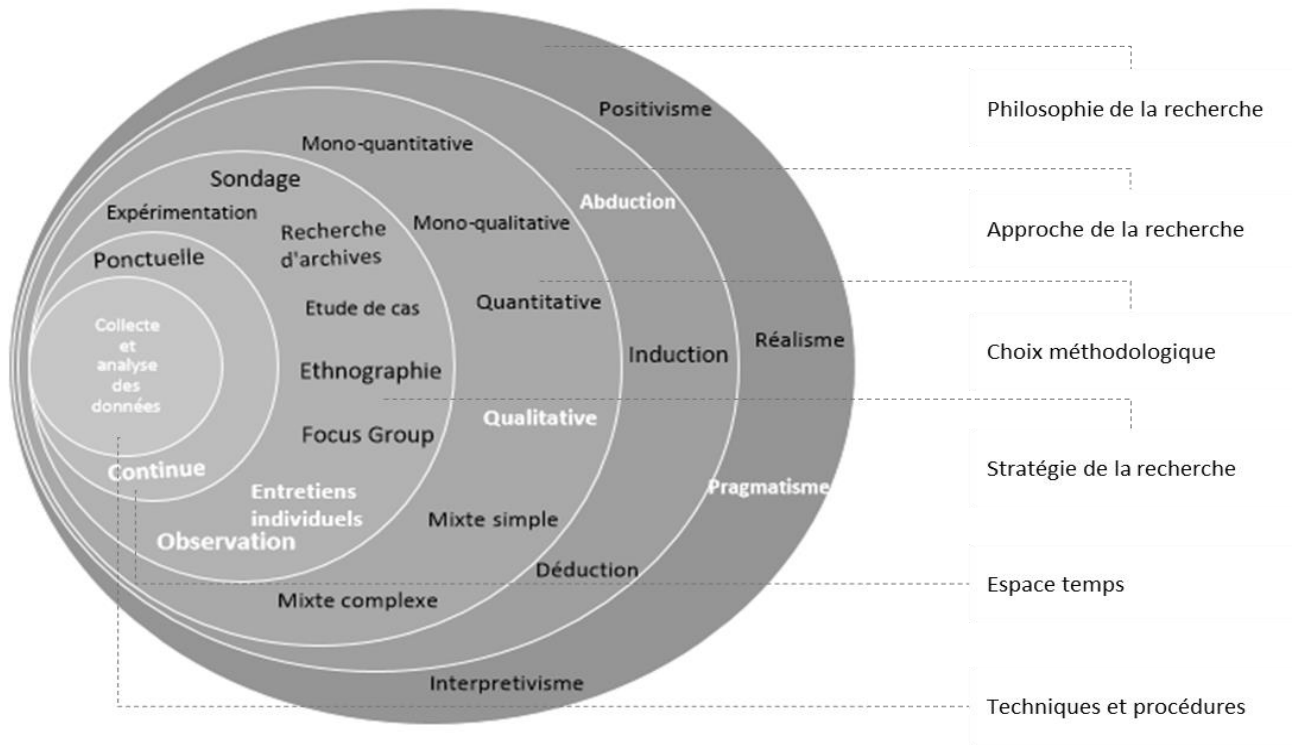 Positivisme
Philosophie de la recherche
Mono-quantitative
Sondage
Abduction
Expérimentation
Mono-qualitative
Recherche
d'archives
Approche de la recherche
Ponctuelle
Etude de cas
Quantitative
Collecte
et
analyse
des
données
Réalisme
Induction
Choix méthodologique
Ethnographie
Qualitative
Focus Group
Continue
Stratégie de la recherche
Pragmatisme
Entretiens
individuels
Observation
Mixte simple
Déduction
Espace temps
Mixte complexe
Interpretivisme
Techniques et procédures